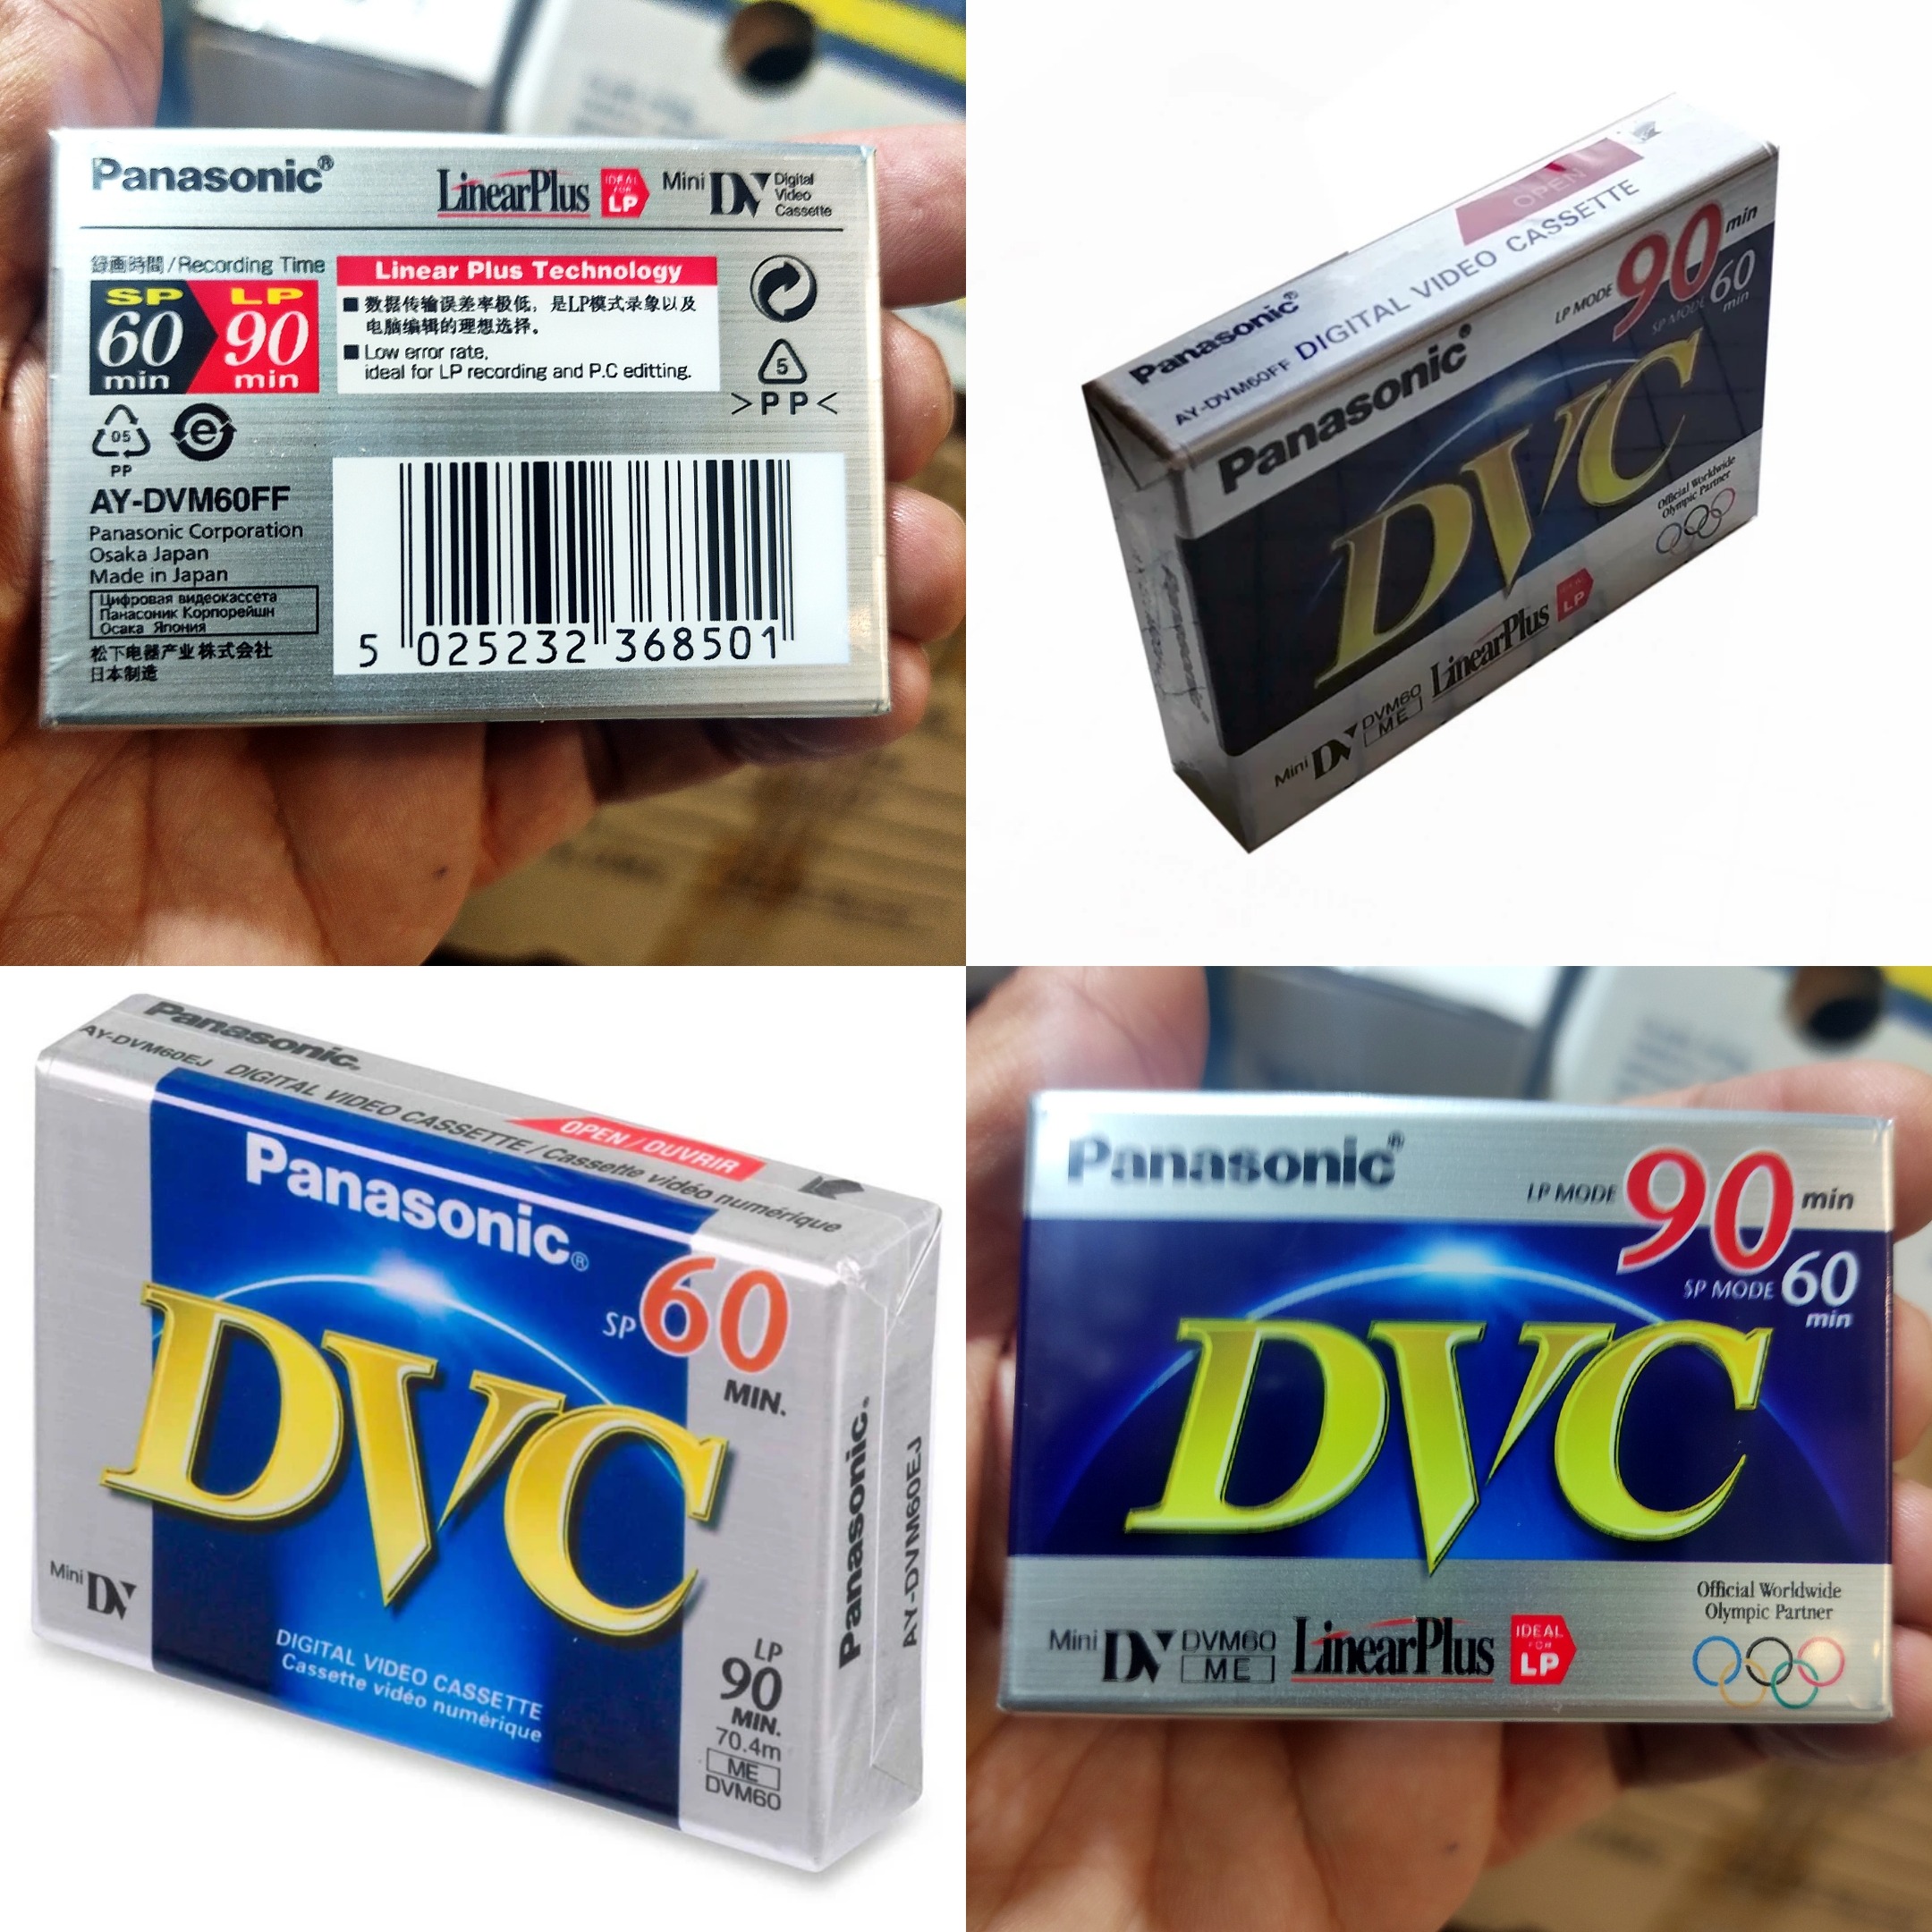 Panasonic®
LinearPlus IDEAL FOR LP
Mini DV Digital Video Cassette
録画時間/Recording Time
SP 60 min
LP 90 min
Linear Plus Technology
■ 数据传输误差率极低，是LP模式录象以及
电脑编辑的理想选择。
■ Low error rate,
ideal for LP recording and P.C editting.
5
>PP<
05
PP
e
AY-DVM60FF
Panasonic Corporation
Osaka Japan
Made in Japan
Цифровая видеокассета
Панасоник Корпорейшн
Осака Япония
松下电器产业株式会社
日本制造
5 025232 368501
OPEN
Panasonic®
AY-DVM60FF DIGITAL VIDEO CASSETTE
Panasonic®
LP MODE 90 min
SP MODE 60 min
DVC
Official Worldwide
Olympic Partner
Mini DV DVM60 ME LinearPlus IDEAL LP
Panasonic
Panasonic®
AY-DVM60EJ DIGITAL VIDEO CASSETTE / Cassette vidéo numérique
OPEN / OUVRIR
Panasonic®
SP 60
MIN.
DVC
Mini DV
DIGITAL VIDEO CASSETTE
Cassette vidéo numérique
LP
90
MIN.
70.4m
ME
DVM60
Panasonic®
AY-DVM60EJ
Panasonic®
LP MODE 90 min
SP MODE 60
min
DVC
Official Worldwide
Olympic Partner
Mini DV DVM60 ME LinearPlus IDEAL FOR LP